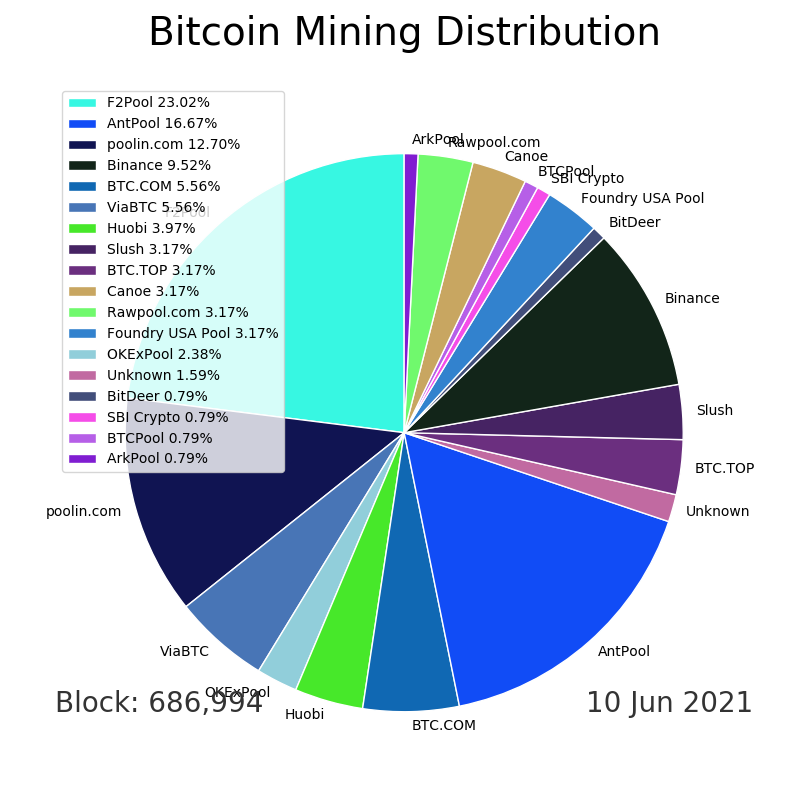 Bitcoin Mining Distribution
F2Pool 23.02%
AntPool 16.67%
poolin.com 12.70%
Binance 9.52%
BTC.COM 5.56%
ViaBTC 5.56%
Huobi 3.97%
Slush 3.17%
BTC.TOP 3.17%
Canoe 3.17%
Rawpool.com 3.17%
Foundry USA Pool 3.17%
OKExPool 2.38%
Unknown 1.59%
BitDeer 0.79%
SBI Crypto 0.79%
BTCPool 0.79%
ArkPool 0.79%
ArkPool
Rawpool.com
Canoe
BTCPool
SBI Crypto
Foundry USA Pool
BitDeer
Binance
Slush
BTC.TOP
Unknown
AntPool
BTC.COM
Huobi
OKExPool
ViaBTC
poolin.com
F2Pool
Block: 686,994
10 Jun 2021